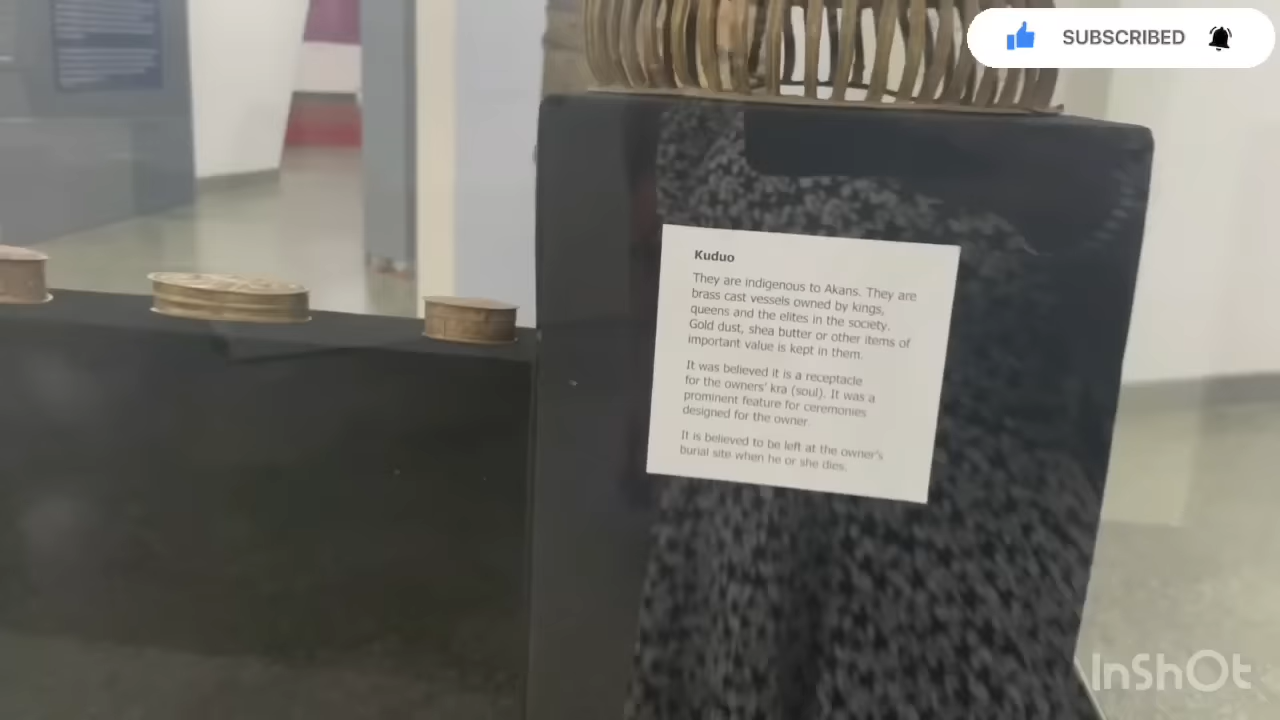 SUBSCRIBED
Kuduo
They are indigenous to Akans. They are
brass cast vessels owned by kings,
queens and the elites in the society.
Gold dust, shea butter or other items of
important value is kept in them.
It was believed it is a receptacle
for the owners' kra (soul). It was a
prominent feature for ceremonies
designed for the owner.
It is believed to be left at the owner's
burial site when he or she dies.
InShOt